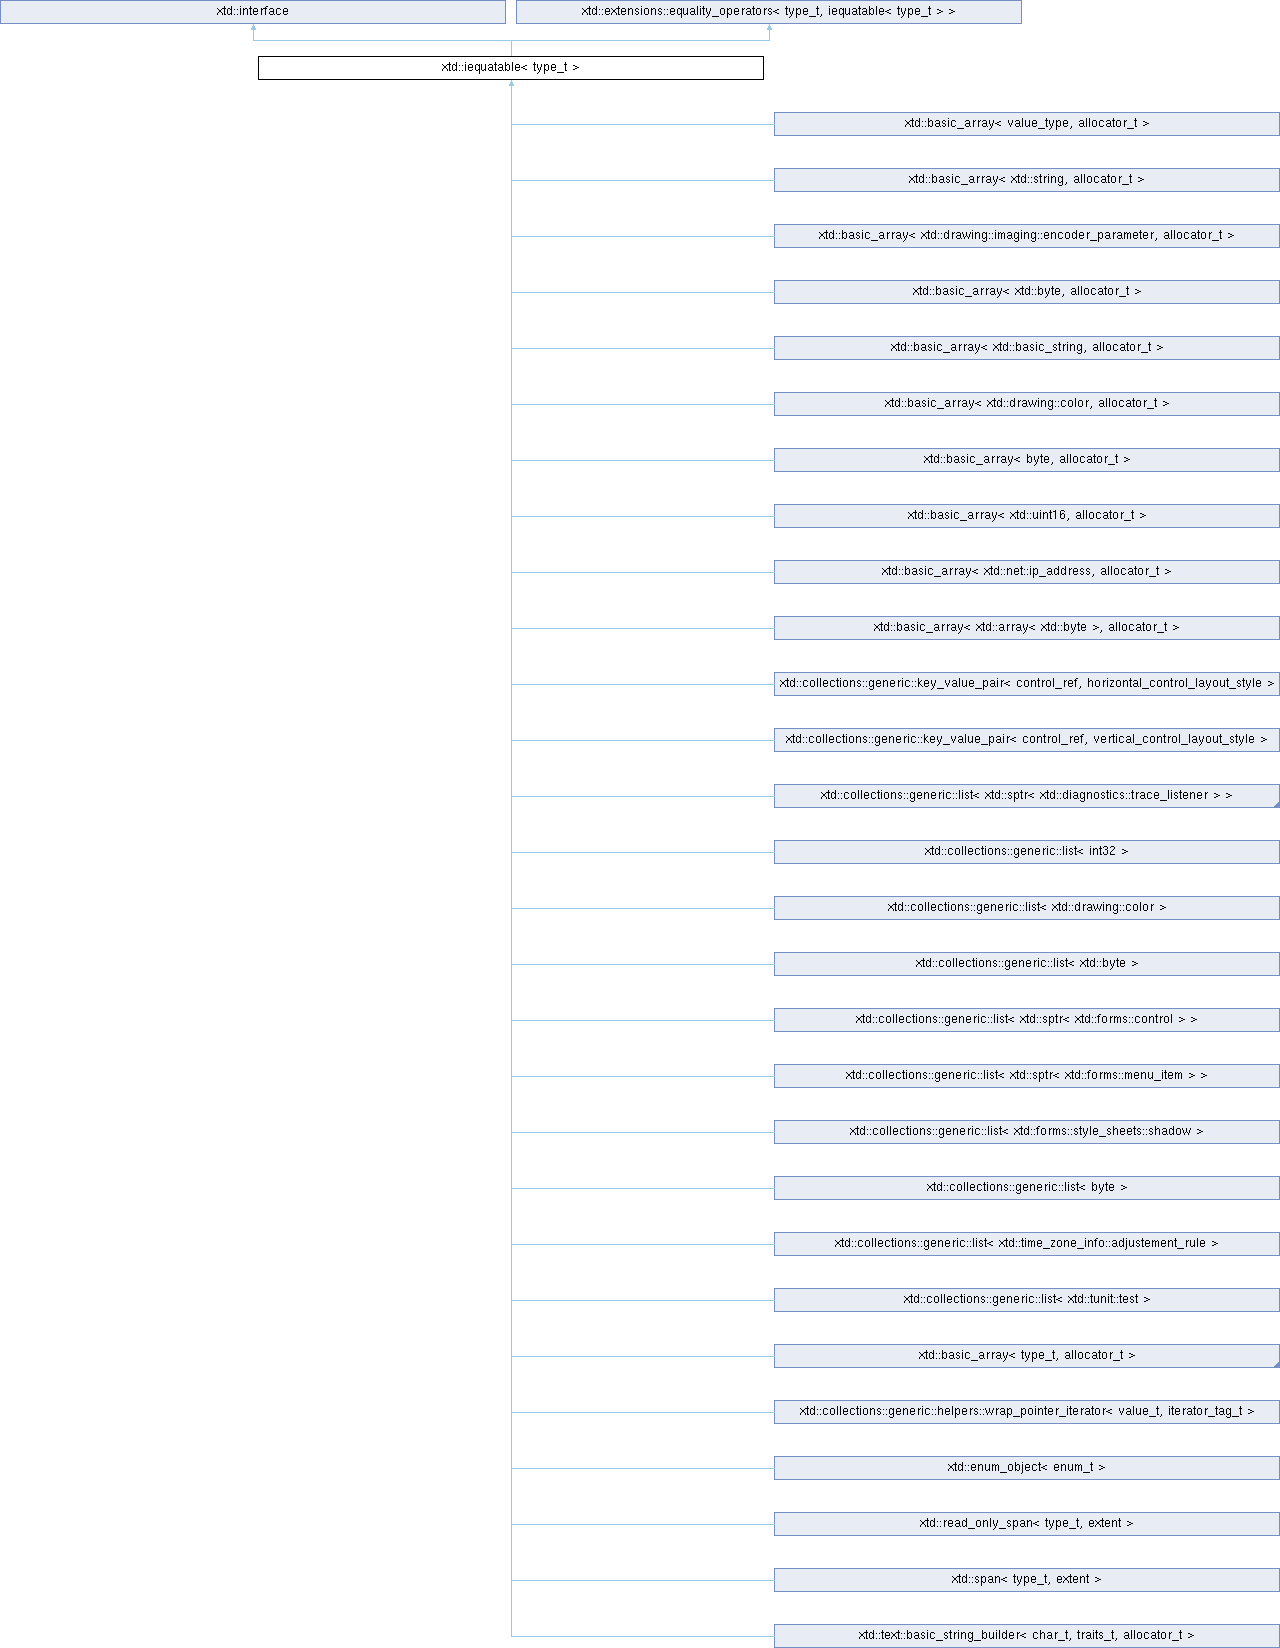 xtd::interface
xtd::extensions::equality_operators< type_t, iequatable< type_t > >
xtd::iequatable< type_t >
xtd::basic_array< value_type, allocator_t >
xtd::basic_array< xtd::string, allocator_t >
xtd::basic_array< xtd::drawing::imaging::encoder_parameter, allocator_t >
xtd::basic_array< xtd::byte, allocator_t >
xtd::basic_array< xtd::basic_string, allocator_t >
xtd::basic_array< xtd::drawing::color, allocator_t >
xtd::basic_array< byte, allocator_t >
xtd::basic_array< xtd::uint16, allocator_t >
xtd::basic_array< xtd::net::ip_address, allocator_t >
xtd::basic_array< xtd::array< xtd::byte >, allocator_t >
xtd::collections::generic::key_value_pair< control_ref, horizontal_control_layout_style >
xtd::collections::generic::key_value_pair< control_ref, vertical_control_layout_style >
xtd::collections::generic::list< xtd::sptr< xtd::diagnostics::trace_listener > >
xtd::collections::generic::list< int32 >
xtd::collections::generic::list< xtd::drawing::color >
xtd::collections::generic::list< xtd::byte >
xtd::collections::generic::list< xtd::sptr< xtd::forms::control > >
xtd::collections::generic::list< xtd::sptr< xtd::forms::menu_item > >
xtd::collections::generic::list< xtd::forms::style_sheets::shadow >
xtd::collections::generic::list< byte >
xtd::collections::generic::list< xtd::time_zone_info::adjustement_rule >
xtd::collections::generic::list< xtd::tunit::test >
xtd::basic_array< type_t, allocator_t >
xtd::collections::generic::helpers::wrap_pointer_iterator< value_t, iterator_tag_t >
xtd::enum_object< enum_t >
xtd::read_only_span< type_t, extent >
xtd::span< type_t, extent >
xtd::text::basic_string_builder< char_t, traits_t, allocator_t >